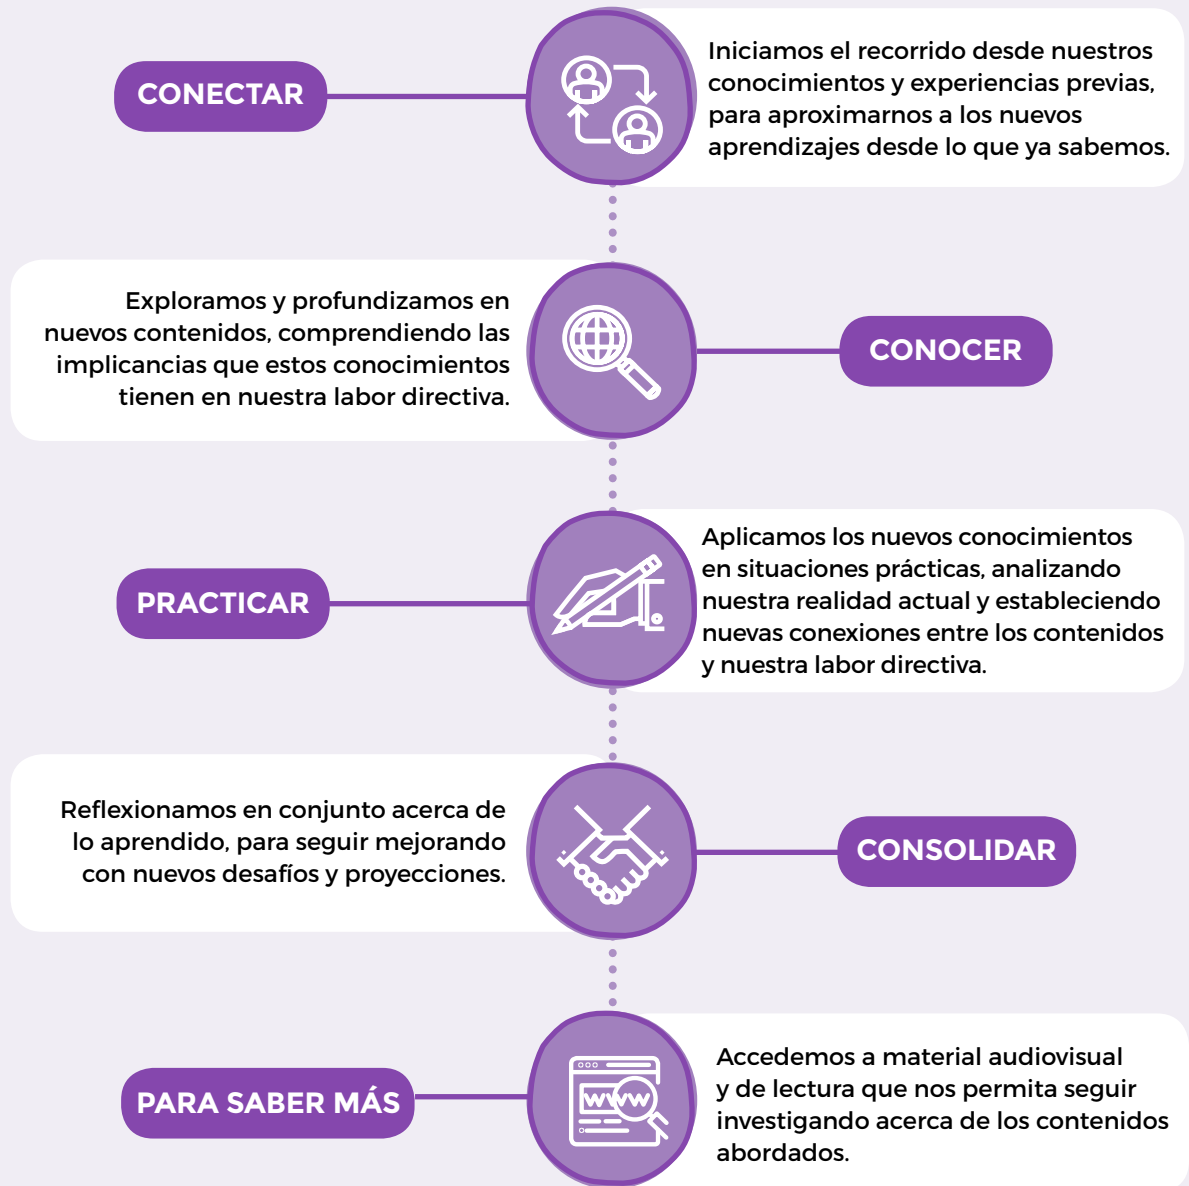 CONECTAR
Iniciamos el recorrido desde nuestros
conocimientos y experiencias previas,
para aproximarnos a los nuevos
aprendizajes desde lo que ya sabemos.
Exploramos y profundizamos en
nuevos contenidos, comprendiendo las
implicancias que estos conocimientos
tienen en nuestra labor directiva.
CONOCER
PRACTICAR
Aplicamos los nuevos conocimientos
en situaciones prácticas, analizando
nuestra realidad actual y estableciendo
nuevas conexiones entre los contenidos
y nuestra labor directiva.
Reflexionamos en conjunto acerca de
lo aprendido, para seguir mejorando
con nuevos desafíos y proyecciones.
CONSOLIDAR
PARA SABER MÁS
www
Accedemos a material audiovisual
y de lectura que nos permita seguir
investigando acerca de los contenidos
abordados.